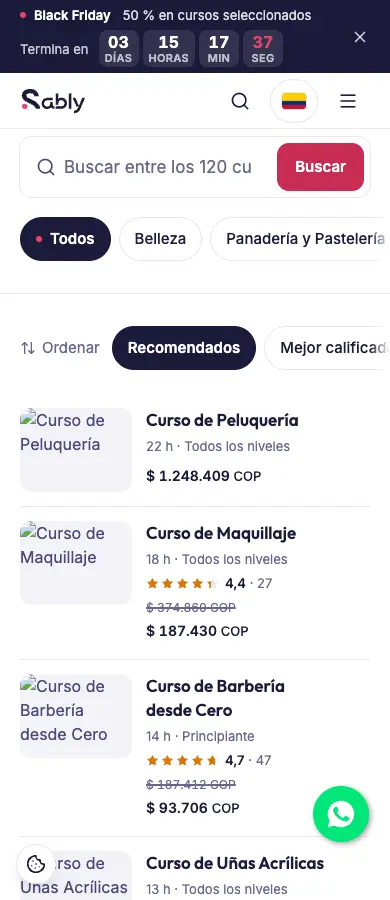 Black Friday 50 % en cursos seleccionados
Termina en 03 DÍAS 15 HORAS 17 MIN 37 SEG
Sably
Buscar entre los 120 cu
Buscar
Todos
Belleza
Panadería y Pastelería
Ordenar
Recomendados
Mejor calificad
Curso de Peluquería
Curso de Peluquería
22 h · Todos los niveles
$ 1.248.409 COP
Curso de Maquillaje
Curso de Maquillaje
18 h · Todos los niveles
4,4 · 27
$ 374.860 COP
$ 187.430 COP
Curso de Barbería desde Cero
Curso de Barbería
desde Cero
14 h · Principiante
4,7 · 47
$ 187.412 COP
$ 93.706 COP
Uñas Acrílicas
Curso de Uñas Acrílicas
13 h · Todos los niveles